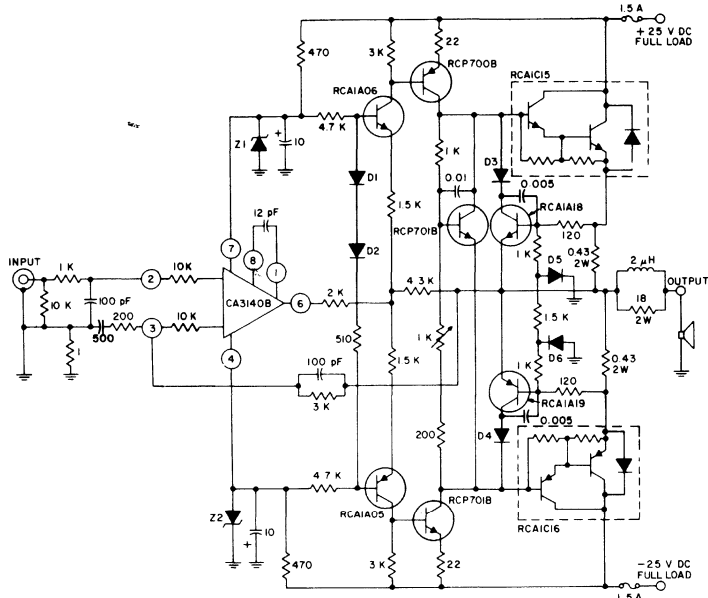 1.5 A
+25 V DC
FULL LOAD
470
3 K
22
RCP700B
RCA1A06
RCA1C15
4.7 K
Z1
+
10
1 K
D3
0.005
D1
0.01
RCA1A18
12 pF
1.5 K
120
D2
RCP701B
1 K
0.43
2W
2 μH
7
8
1
INPUT
1 K
2
10K
D5
OUTPUT
CA3140B
6
2 K
4 3 K
10 K
100 pF
18
2W
500
200
3
10K
510
1 K
1.5 K
D6
1
4
1.5 K
1 K
0.43
2W
100 pF
120
3 K
RCA1A19
0.005
200
D4
4 7 K
Z2
RCA1A05
RCP701B
+
10
RCA1C16
470
3 K
22
-25 V DC
FULL LOAD
1.5 A